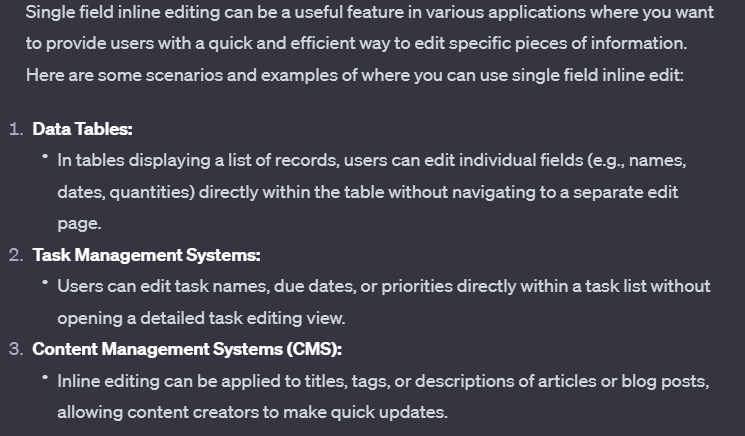 Single field inline editing can be a useful feature in various applications where you want
to provide users with a quick and efficient way to edit specific pieces of information.
Here are some scenarios and examples of where you can use single field inline edit:
1. Data Tables:
• In tables displaying a list of records, users can edit individual fields (e.g., names,
dates, quantities) directly within the table without navigating to a separate edit
page.
2. Task Management Systems:
• Users can edit task names, due dates, or priorities directly within a task list without
opening a detailed task editing view.
3. Content Management Systems (CMS):
• Inline editing can be applied to titles, tags, or descriptions of articles or blog posts,
allowing content creators to make quick updates.